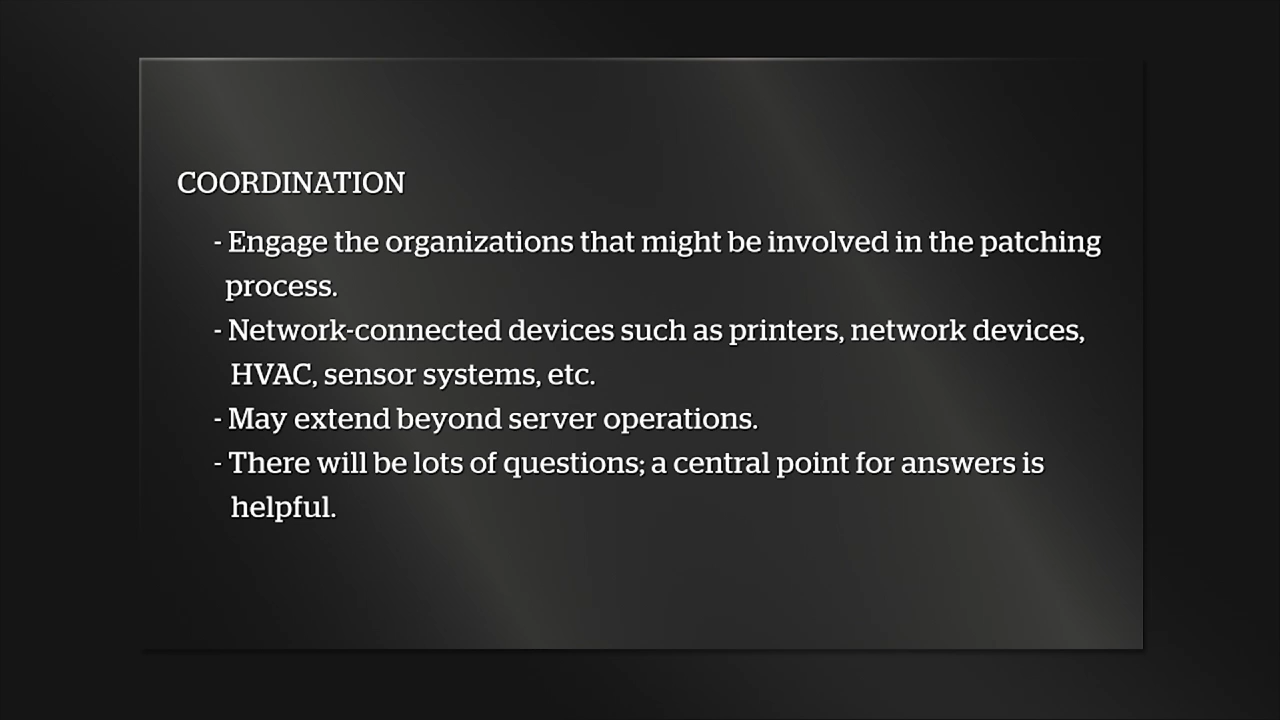 COORDINATION
- Engage the organizations that might be involved in the patching
process.
- Network-connected devices such as printers, network devices,
HVAC, sensor systems, etc.
- May extend beyond server operations.
- There will be lots of questions; a central point for answers is
helpful.